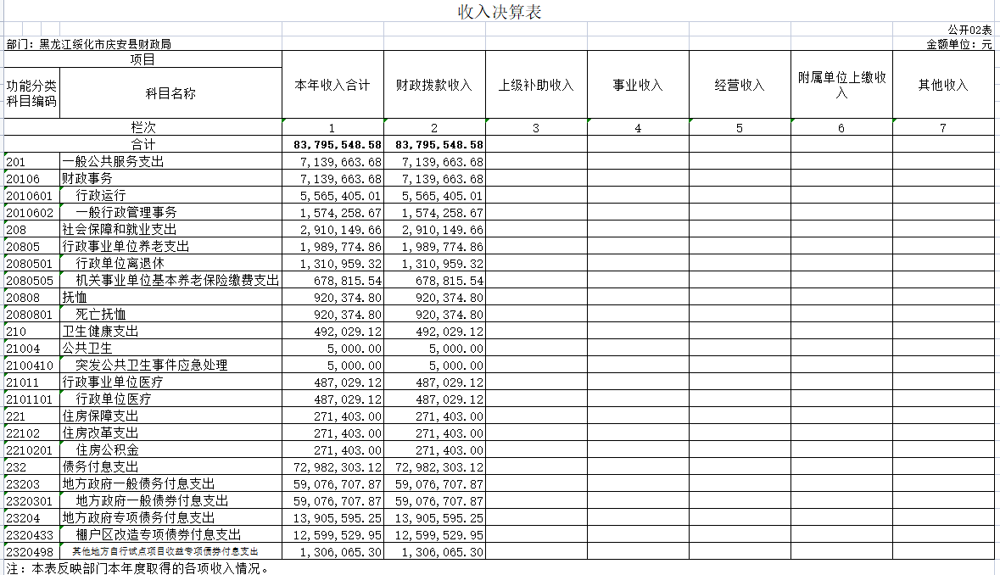 收入决算表
公开02表
部门：黑龙江绥化市庆安县财政局 金额单位：元
项目 本年收入合计 财政拨款收入 上级补助收入 事业收入 经营收入 附属单位上缴收入 其他收入
功能分类科目编码 科目名称
栏次 1 2 3 4 5 6 7
合计 83,795,548.58 83,795,548.58
201 一般公共服务支出 7,139,663.68 7,139,663.68
20106 财政事务 7,139,663.68 7,139,663.68
2010601 行政运行 5,565,405.01 5,565,405.01
2010602 一般行政管理事务 1,574,258.67 1,574,258.67
208 社会保障和就业支出 2,910,149.66 2,910,149.66
20805 行政事业单位养老支出 1,989,774.86 1,989,774.86
2080501 行政单位离退休 1,310,959.32 1,310,959.32
2080505 机关事业单位基本养老保险缴费支出 678,815.54 678,815.54
20808 抚恤 920,374.80 920,374.80
2080801 死亡抚恤 920,374.80 920,374.80
210 卫生健康支出 492,029.12 492,029.12
21004 公共卫生 5,000.00 5,000.00
2100410 突发公共卫生事件应急处理 5,000.00 5,000.00
21011 行政事业单位医疗 487,029.12 487,029.12
2101101 行政单位医疗 487,029.12 487,029.12
221 住房保障支出 271,403.00 271,403.00
22102 住房改革支出 271,403.00 271,403.00
2210201 住房公积金 271,403.00 271,403.00
232 债务付息支出 72,982,303.12 72,982,303.12
23203 地方政府一般债务付息支出 59,076,707.87 59,076,707.87
2320301 地方政府一般债券付息支出 59,076,707.87 59,076,707.87
23204 地方政府专项债务付息支出 13,905,595.25 13,905,595.25
2320433 棚户区改造专项债券付息支出 12,599,529.95 12,599,529.95
2320498 其他地方自行试点项目收益专项债券付息支出 1,306,065.30 1,306,065.30
注：本表反映部门本年度取得的各项收入情况。